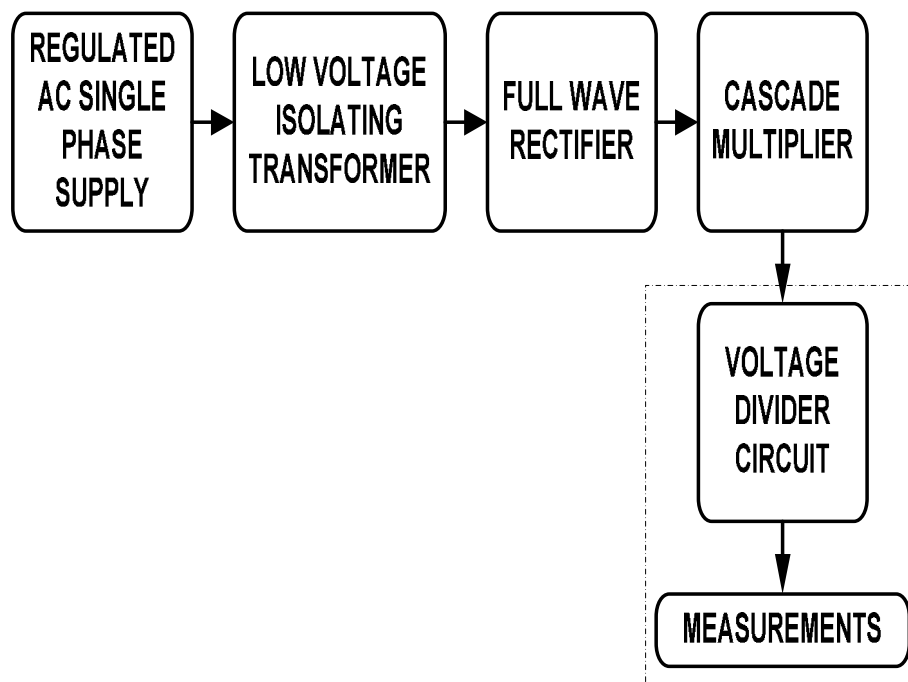 REGULATED
AC SINGLE
PHASE
SUPPLY
LOW VOLTAGE
ISOLATING
TRANSFORMER
FULL WAVE
RECTIFIER
CASCADE
MULTIPLIER
VOLTAGE
DIVIDER
CIRCUIT
MEASUREMENTS